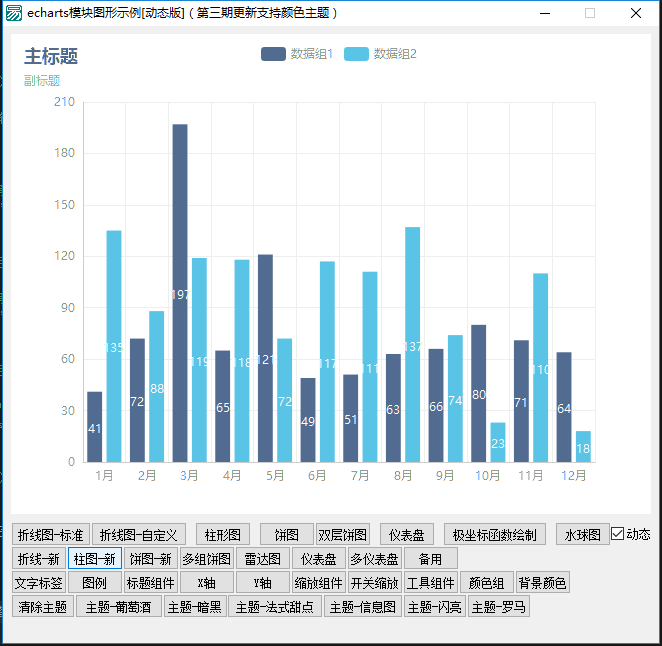 echarts模块图形示例[动态版]（第三期更新支持颜色主题）
主标题
数据组1 数据组2
副标题
210
180
150
120
90
60
30
0
41 135 72 88 197 119 65 118 121 72 49 117 51 111 63 137 66 74 80 23 71 110 64 18
1月 2月 3月 4月 5月 6月 7月 8月 9月 10月 11月 12月
折线图-标准 折线图-自定义 柱形图 饼图 双层饼图 仪表盘 极坐标函数绘制 水球图 动态
折线-新 柱图-新 饼图-新 多组饼图 雷达图 仪表盘 多仪表盘 备用
文字标签 图例 标题组件 X轴 Y轴 缩放组件 开关缩放 工具组件 颜色组 背景颜色
清除主题 主题-葡萄酒 主题-暗黑 主题-法式甜点 主题-信息图 主题-闪亮 主题-罗马